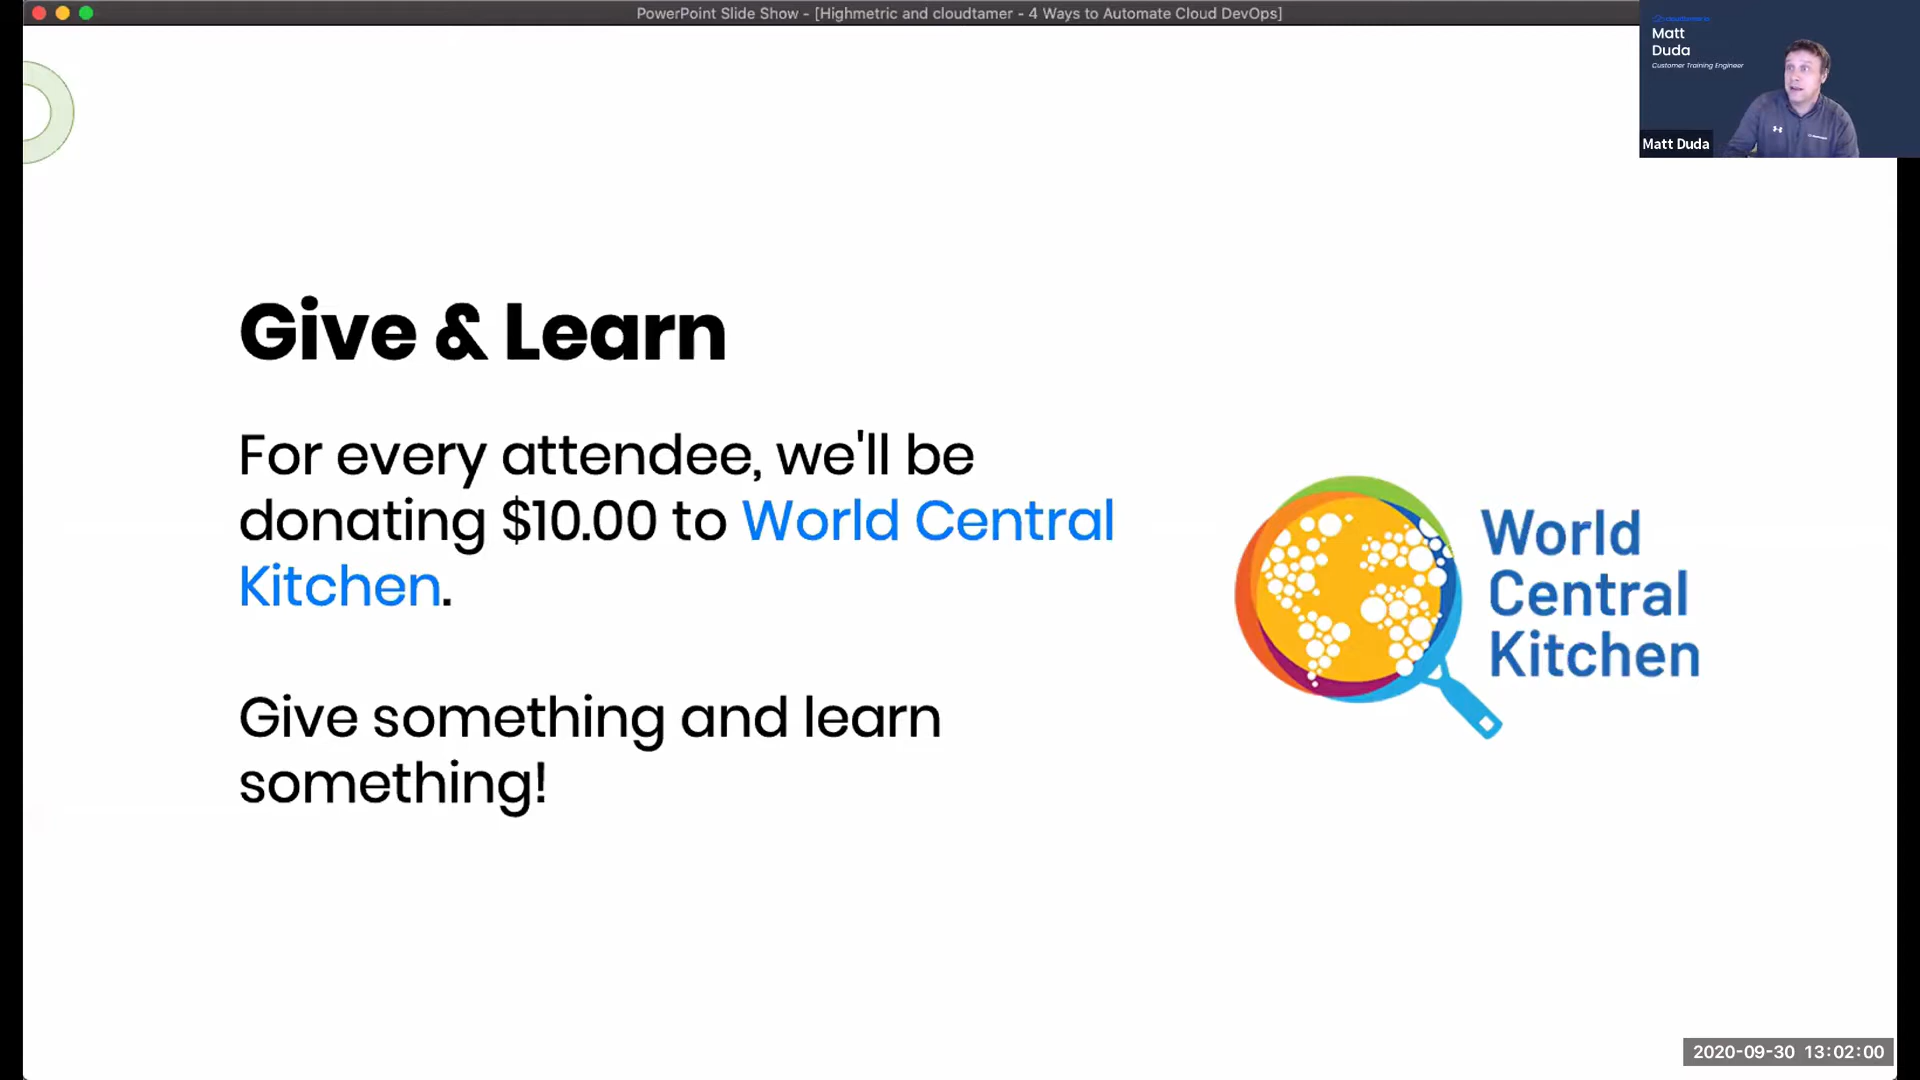 PowerPoint Slide Show - [Highmetric and cloudtamer - 4 Ways to Automate Cloud DevOps]
Matt
Duda
Customer Training Engineer
Matt Duda
Give & Learn
For every attendee, we'll be
donating $10.00 to World Central
Kitchen.
Give something and learn
something!
World
Central
Kitchen
2020-09-30 13:02:00